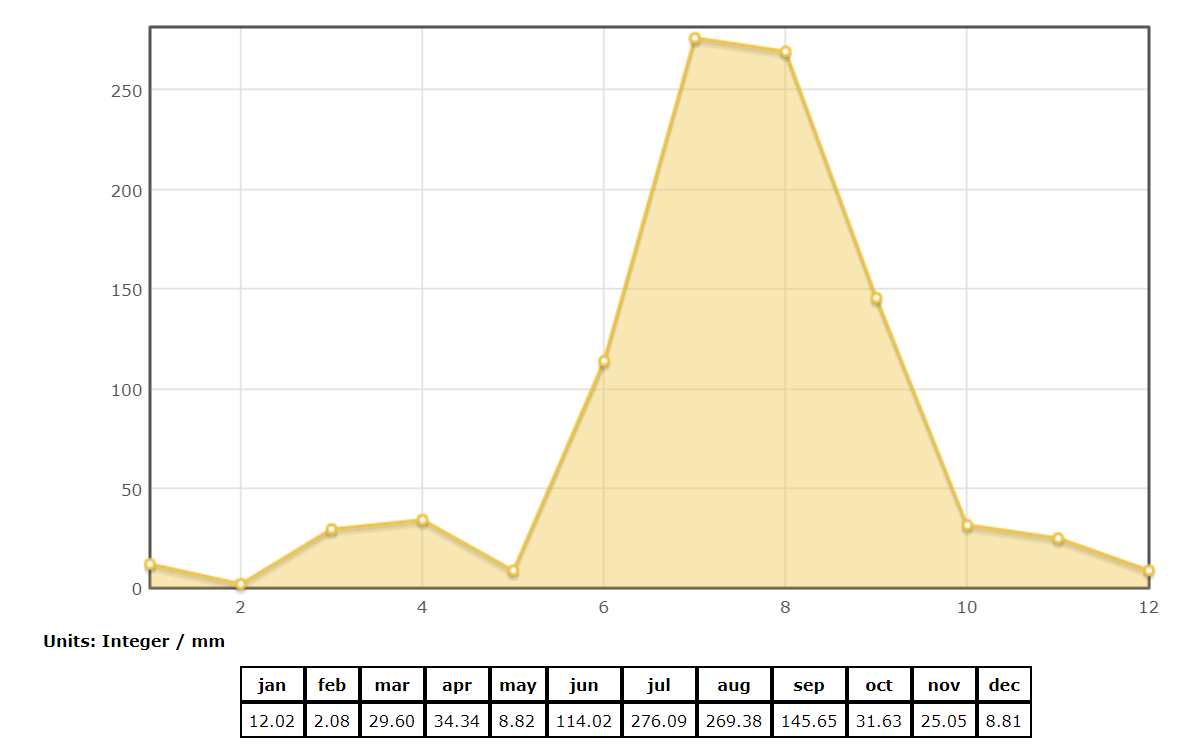 250
200
150
100
50
0
2 4 6 8 10 12
Units: Integer / mm
jan feb mar apr may jun jul aug sep oct nov dec
12.02 2.08 29.60 34.34 8.82 114.02 276.09 269.38 145.65 31.63 25.05 8.81